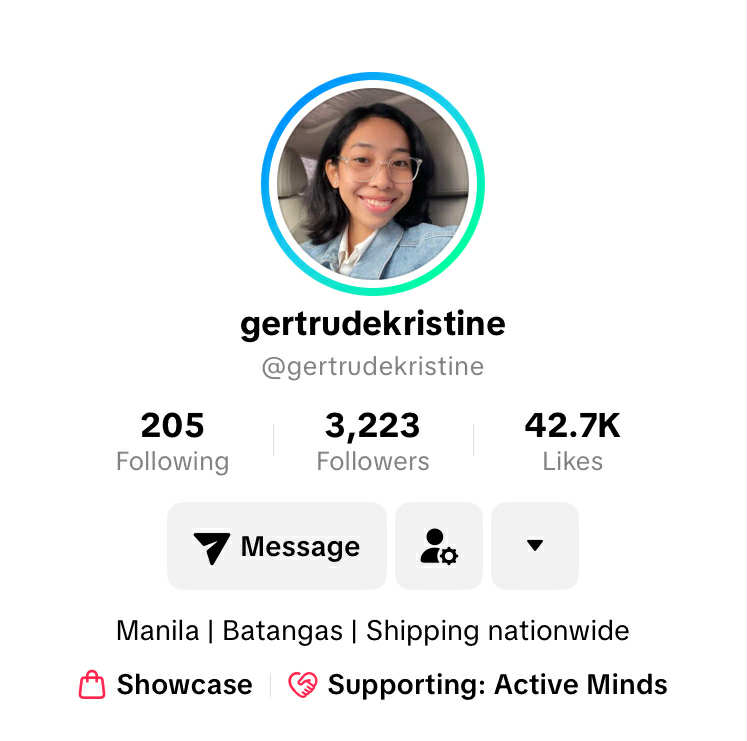 gertrudekristine
@gertrudekristine
205 3,223 42.7K
Following Followers Likes
Message
Manila | Batangas | Shipping nationwide
Showcase Supporting: Active Minds